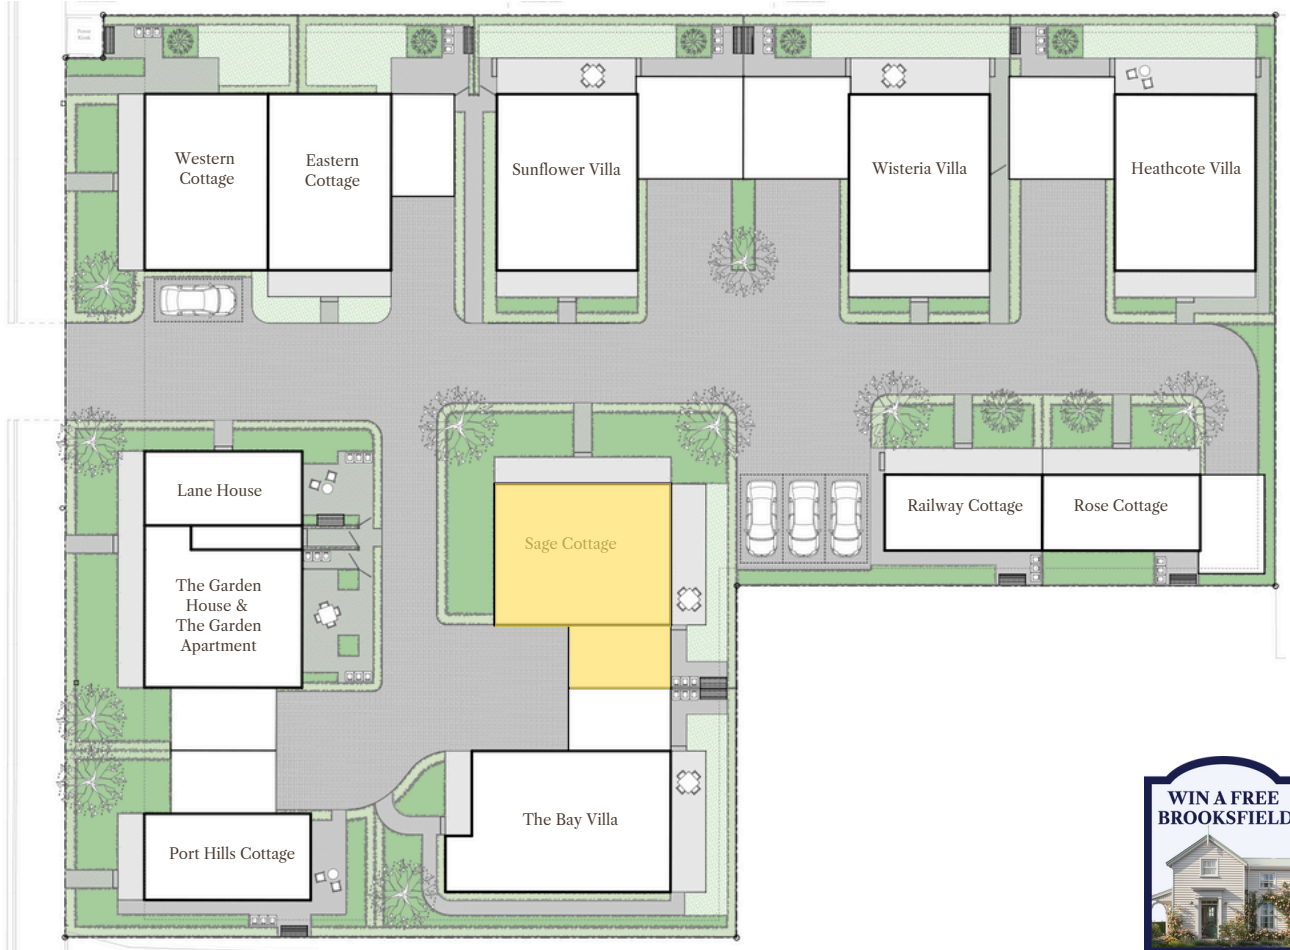 Western
Cottage
Eastern
Cottage
Sunflower Villa
Wisteria Villa
Heathcote Villa
Lane House
Sage Cottage
Railway Cottage
Rose Cottage
The Garden
House &
The Garden
Apartment
The Bay Villa
Port Hills Cottage
WIN A FREE
BROOKSFIELD